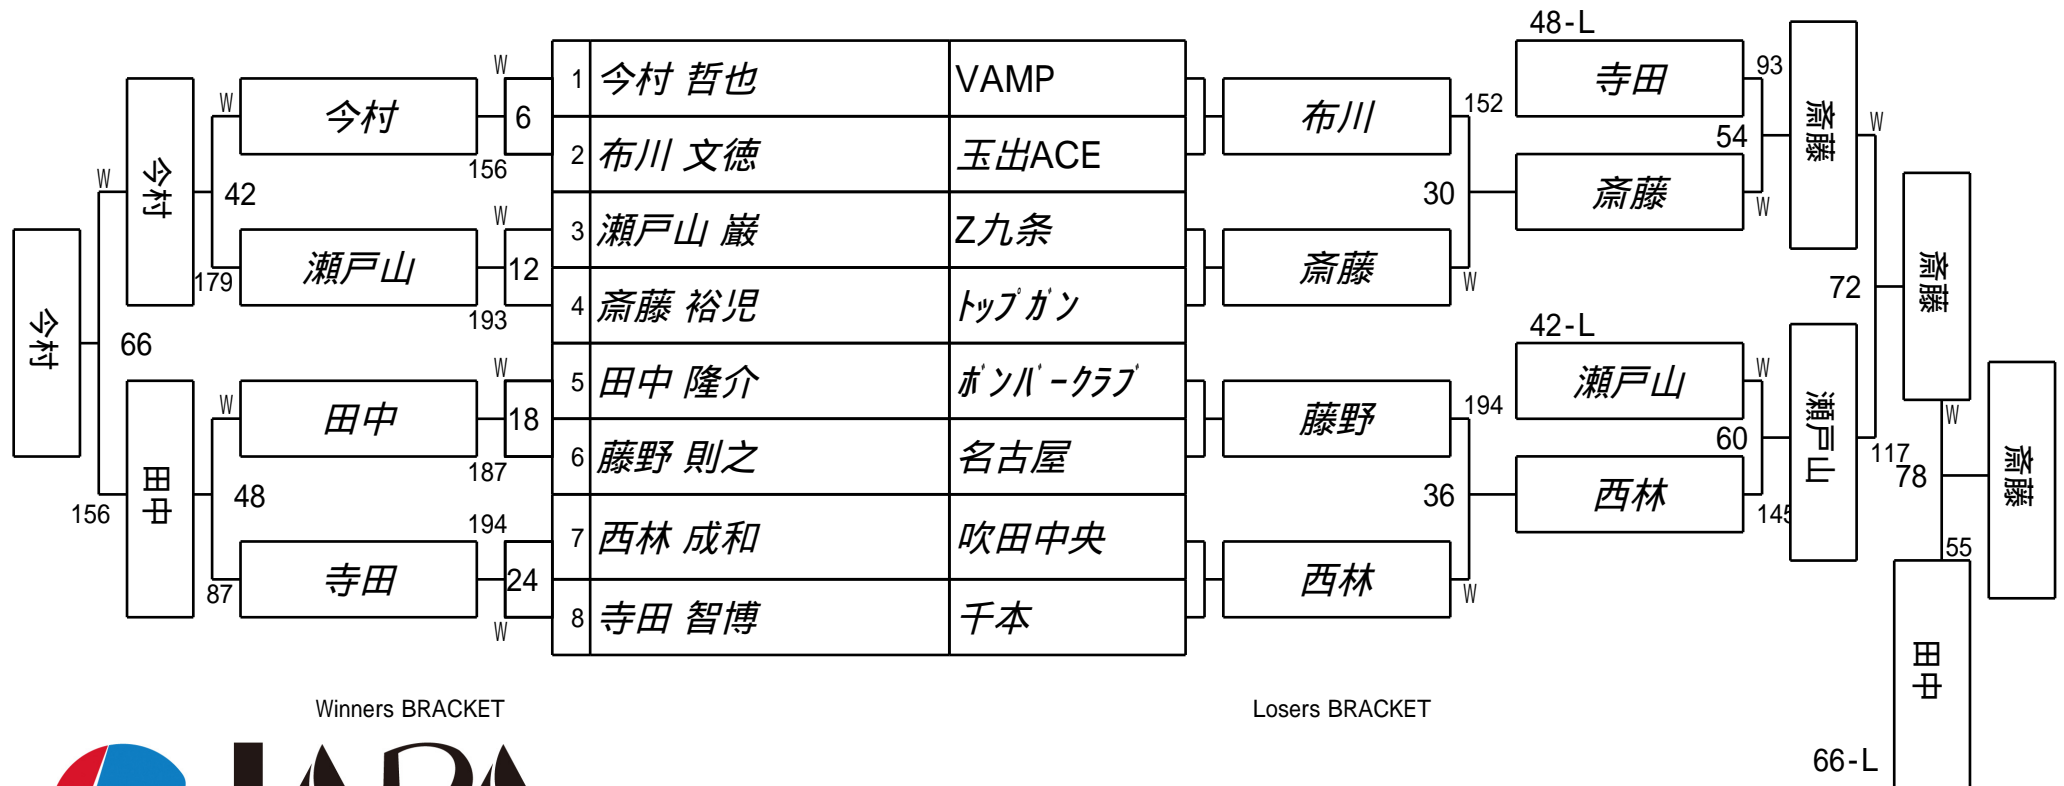 48-L
W
1 今村 哲也 VAMP
寺田 93
今村
6
布川 152
斎藤
W
156
2 布川 文徳 玉出ACE
54
斎藤
W
今村
W
42
W
3 瀬戸山 巌 Z九条
30
瀬戸山
179
12
斎藤
W
193
4 斎藤 裕児 トップガン
72
斎藤
今村
66
42-L
W
5 田中 隆介 ボンバークラブ
瀬戸山 W
W
田中
18
藤野 194
瀬戸山
W
187
6 藤野 則之 名古屋
60
117
78
斎藤
田中
48
36
西林
145
156
194
7 西林 成和 吹田中央
寺田
87
24
西林
W
55
W
8 寺田 智博 千本
田中
Winners BRACKET
Losers BRACKET
66-L
JAPA